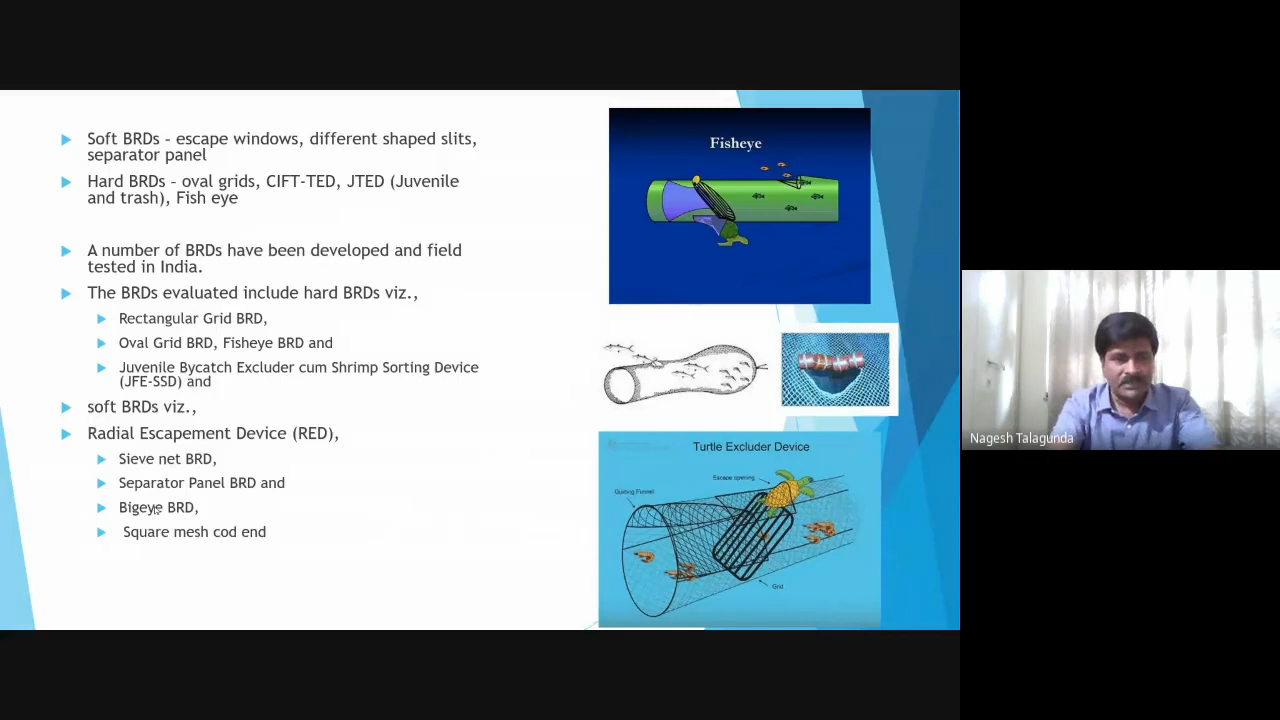 Soft BRDs - escape windows, different shaped slits,
separator panel
Hard BRDs – oval grids, CIFT-TED, JTED (Juvenile
and trash), Fish eye
A number of BRDs have been developed and field
tested in India.
The BRDs evaluated include hard BRDs viz.,
Rectangular Grid BRD,
Oval Grid BRD, Fisheye BRD and
Juvenile Bycatch Excluder cum Shrimp Sorting Device
(JFE-SSD) and
soft BRDs viz.,
Radial Escapement Device (RED),
Sieve net BRD,
Separator Panel BRD and
Bigeye BRD,
Square mesh cod end
Fisheye
Turtle Excluder Device
Escape opening
Guiding Funnel
Grid
Nagesh Talagunda